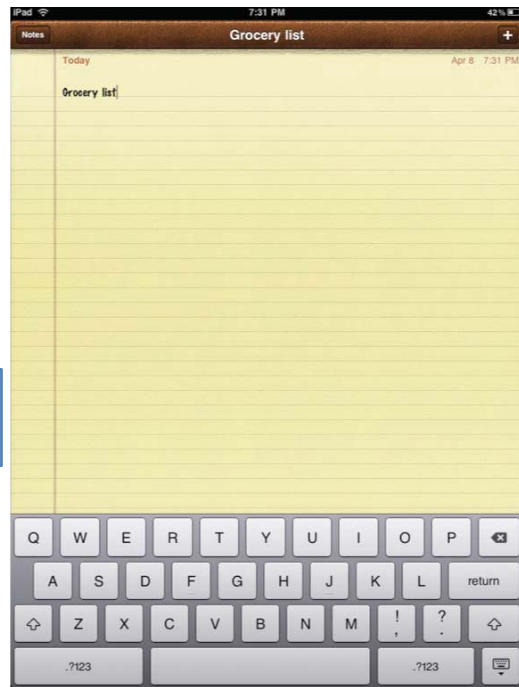 iPad 7:31 PM 42%
Notes Grocery list +
Today Apr 8 7:31 PM
Grocery list
Q W E R T Y U I O P
A S D F G H J K L return
Z X C V B N M ! , ? .
.?123 .?123